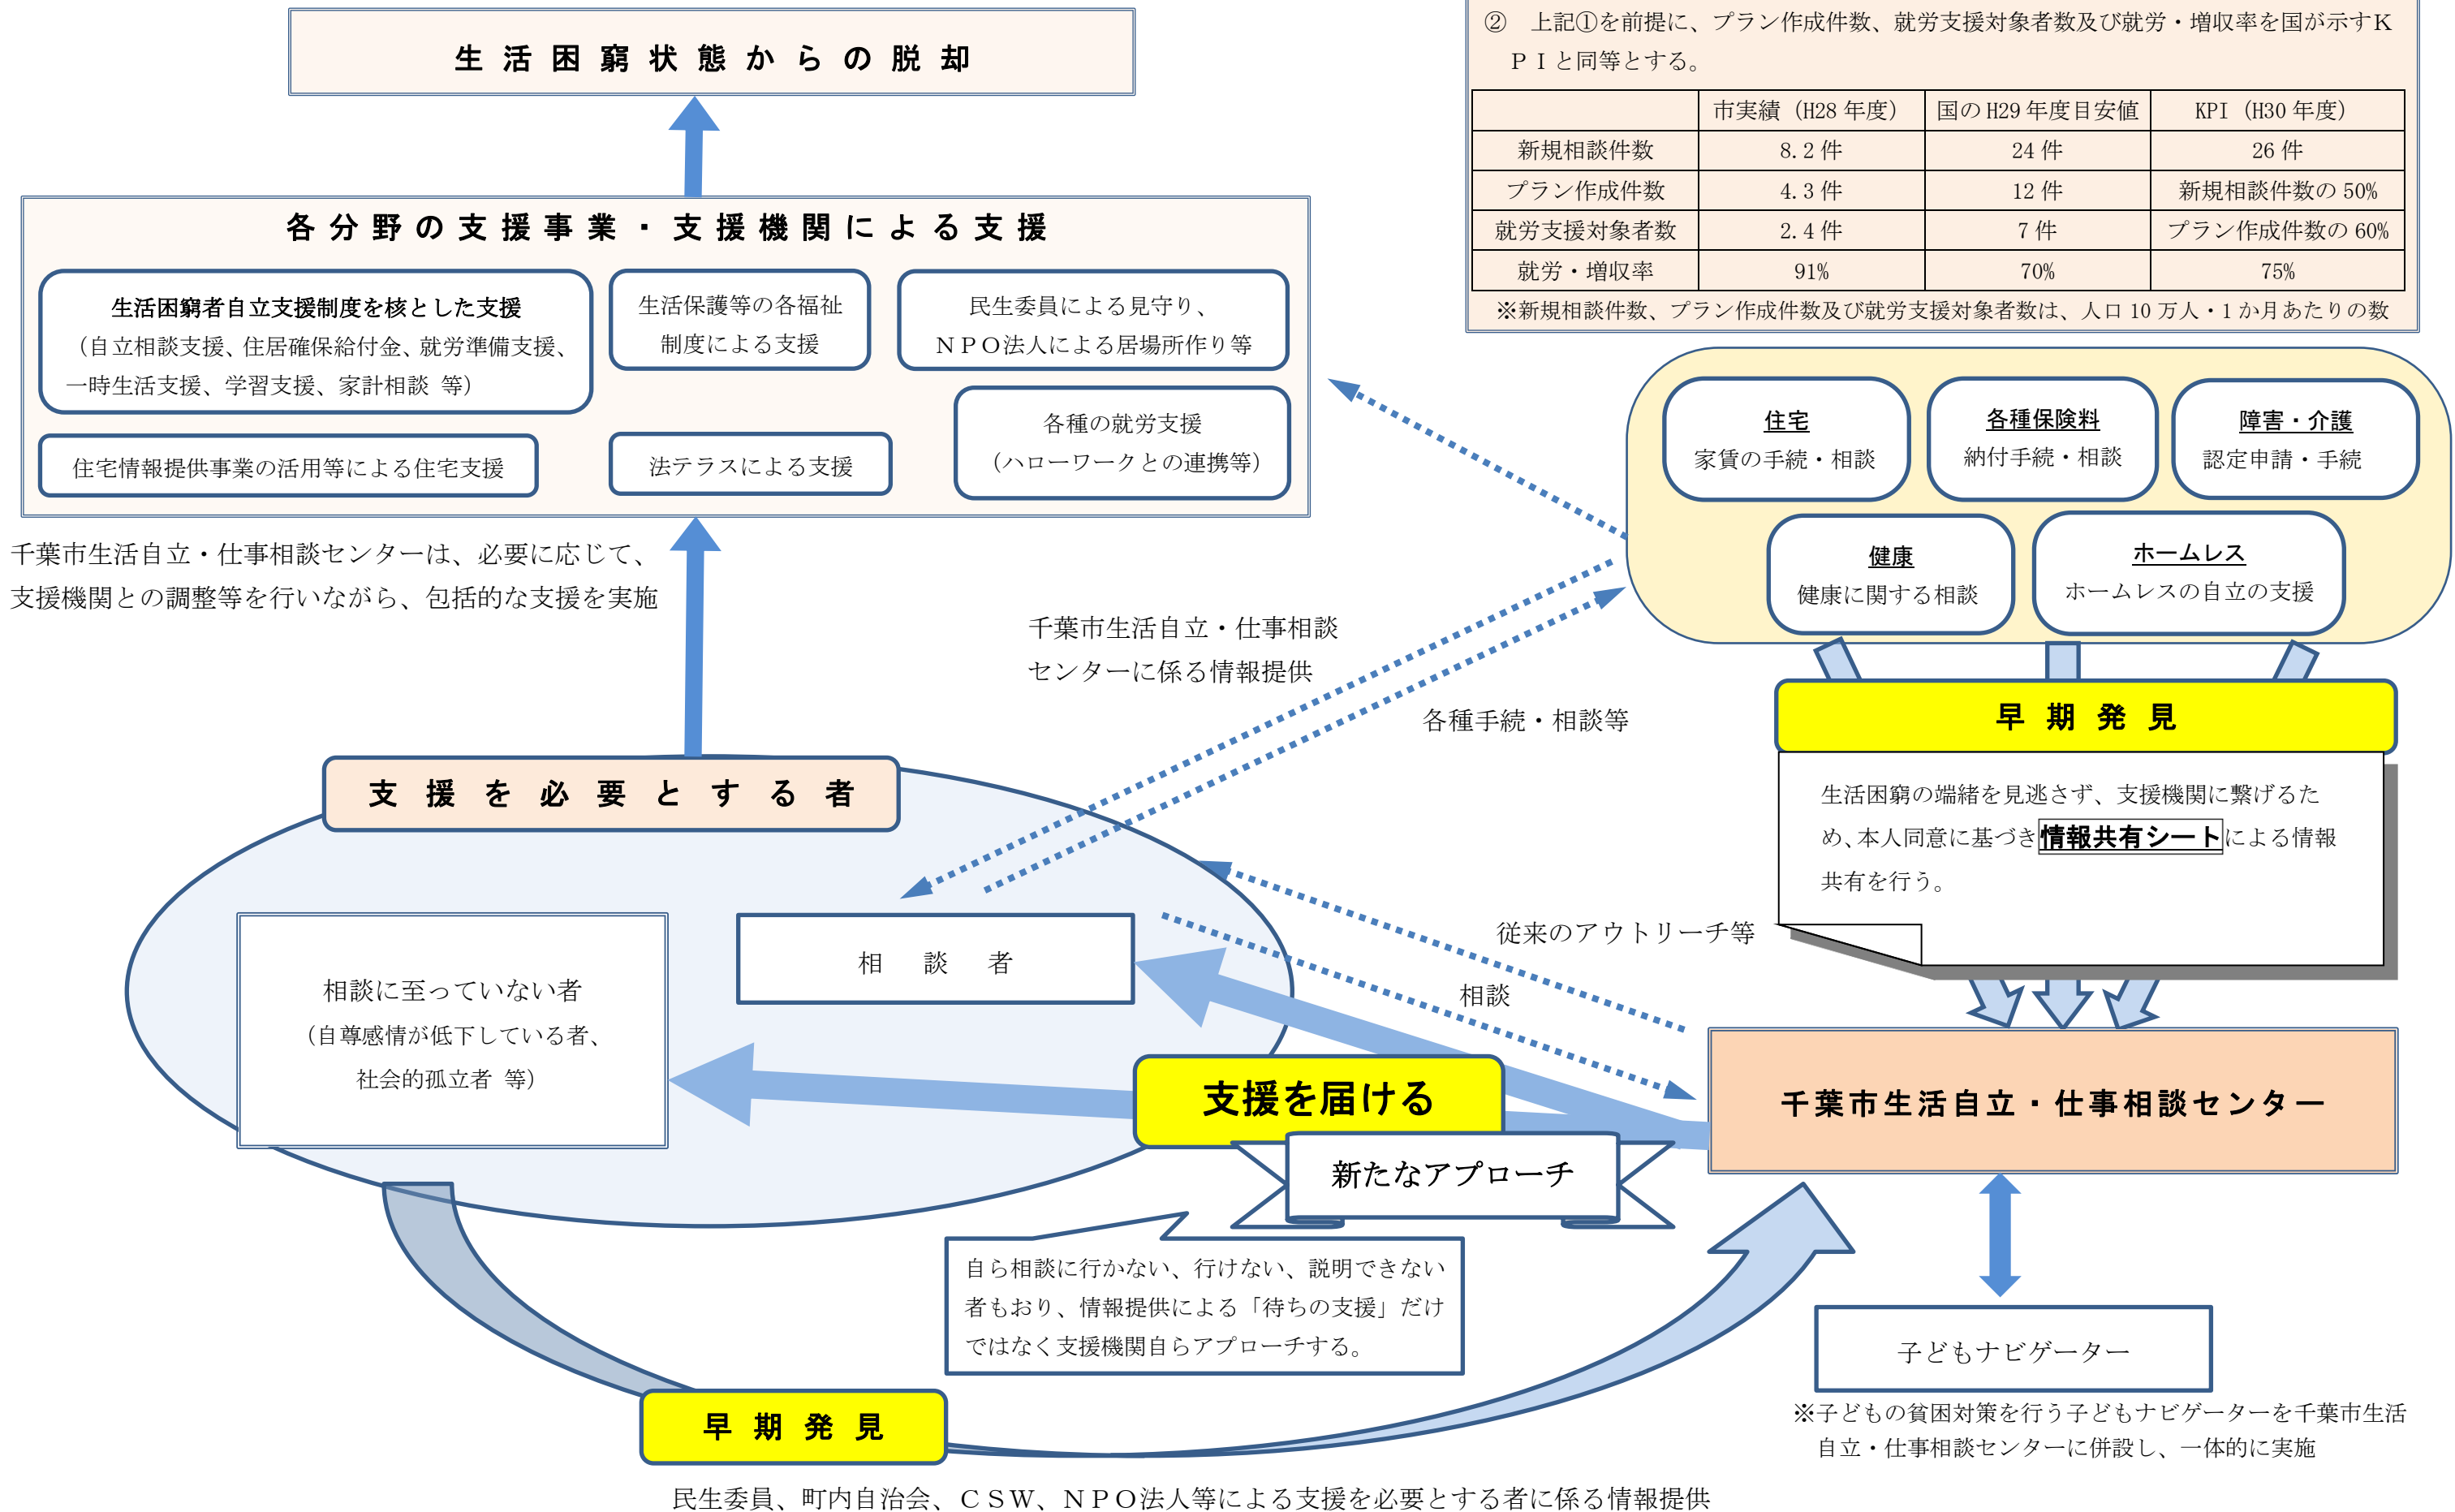 生活困窮状態からの脱却
② 上記①を前提に、プラン作成件数、就労支援対象者数及び就労・増収率を国が示すK
ＰＩと同等とする。
市実績（H28年度） 国のH29年度目安値 KPI（H30年度）
新規相談件数 8.2件 24件 26件
プラン作成件数 4.3件 12件 新規相談件数の50%
就労支援対象者数 2.4件 7件 プラン作成件数の60%
就労・増収率 91% 70% 75%
※新規相談件数、プラン作成件数及び就労支援対象者数は、人口10万人・1か月あたりの数
各分野の支援事業・支援機関による支援
生活困窮者自立支援制度を核とした支援
（自立相談支援、住居確保給付金、就労準備支援、
一時生活支援、学習支援、家計相談 等）
生活保護等の各福祉
制度による支援
民生委員による見守り、
ＮＰＯ法人による居場所作り等
住宅情報提供事業の活用等による住宅支援
法テラスによる支援
各種の就労支援
（ハローワークとの連携等）
住宅
家賃の手続・相談
各種保険料
納付手続・相談
障害・介護
認定申請・手続
健康
健康に関する相談
ホームレス
ホームレスの自立の支援
千葉市生活自立・仕事相談センターは、必要に応じて、
支援機関との調整等を行いながら、包括的な支援を実施
千葉市生活自立・仕事相談
センターに係る情報提供
各種手続・相談等
早期発見
生活困窮の端緒を見逃さず、支援機関に繋げるた
め、本人同意に基づき情報共有シートによる情報
共有を行う。
支援を必要とする者
相談に至っていない者
（自尊感情が低下している者、
社会的孤立者 等）
相談者
従来のアウトリーチ等
相談
支援を届ける
新たなアプローチ
千葉市生活自立・仕事相談センター
自ら相談に行かない、行けない、説明できない
者もおり、情報提供による「待ちの支援」だけ
ではなく支援機関自らアプローチする。
子どもナビゲーター
※子どもの貧困対策を行う子どもナビゲーターを千葉市生活
自立・仕事相談センターに併設し、一体的に実施
早期発見
民生委員、町内自治会、ＣＳＷ、ＮＰＯ法人等による支援を必要とする者に係る情報提供